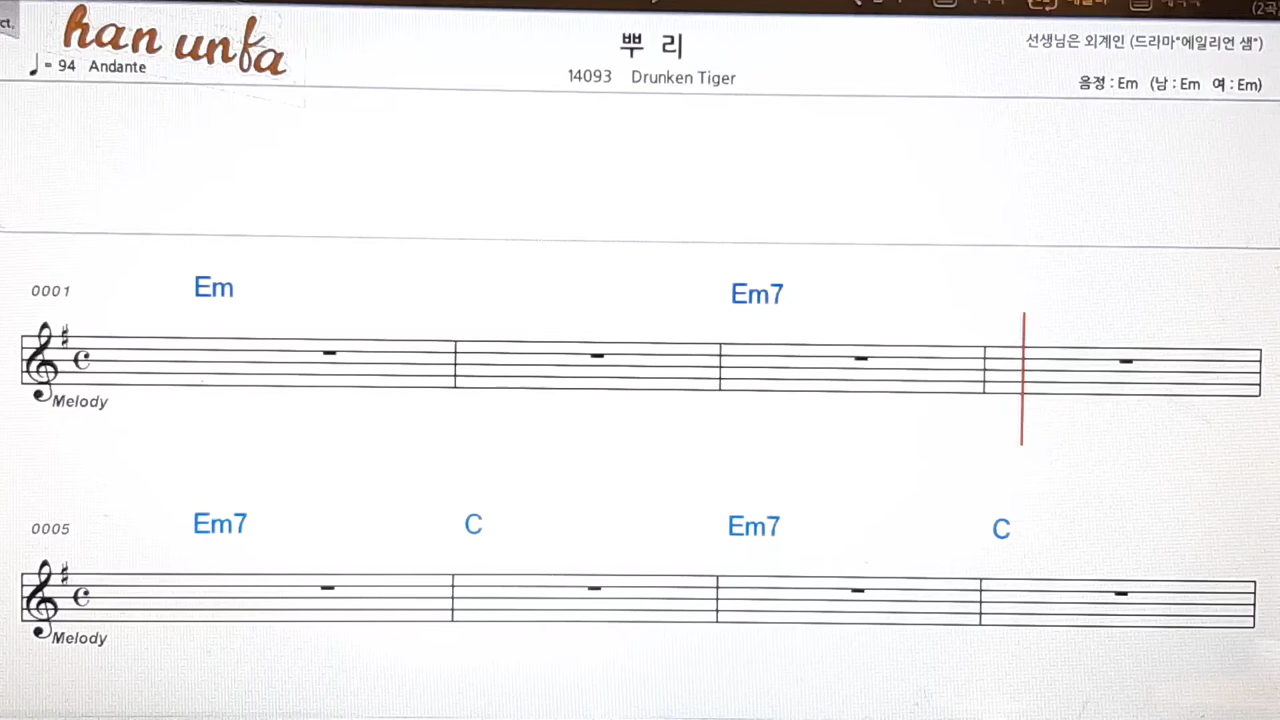 ct.
han unfa
뿌 리
선생님은 외계인 (드라마"에일리언 샘")
♩= 94 Andante
14093 Drunken Tiger
음정 : Em (남 : Em 여 : Em)
0001 Em Em7
Melody
0005 Em7 C Em7 C
Melody